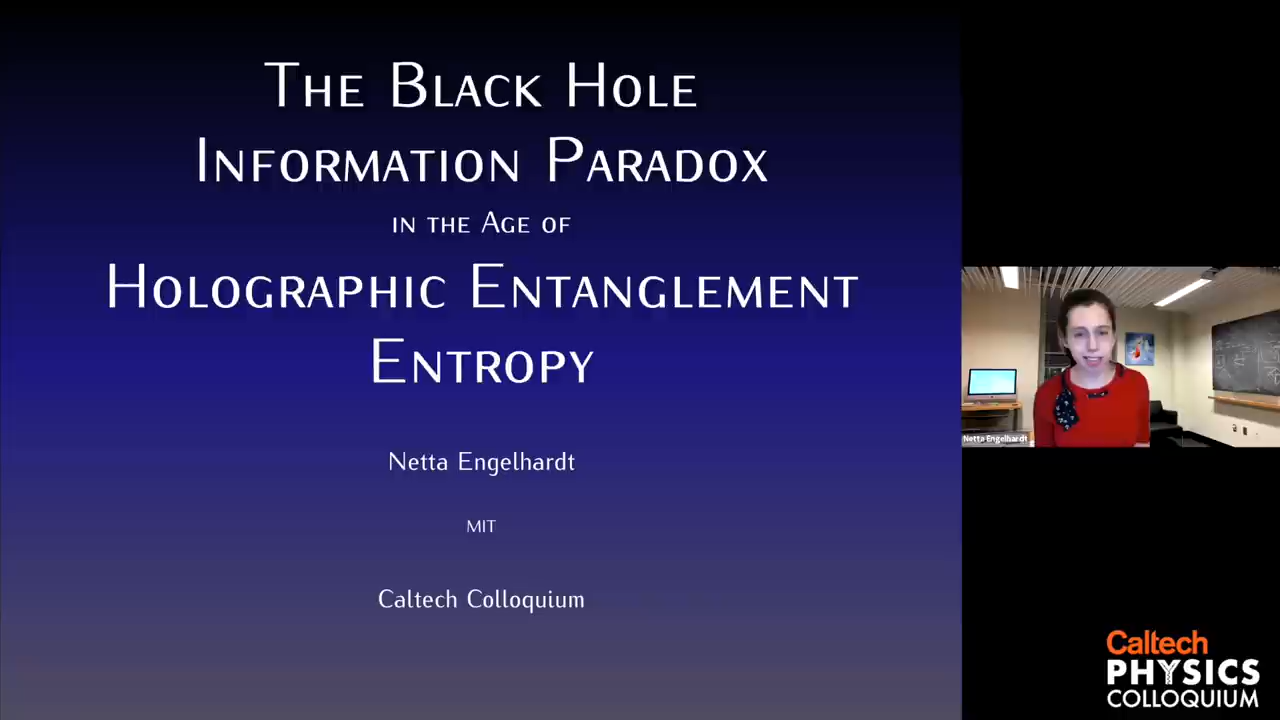 The Black Hole
Information Paradox
in the Age of
Holographic Entanglement
Entropy
Netta Engelhardt
MIT
Caltech Colloquium
Netta Engelhardt
Caltech
PHYSICS
COLLOQUIUM